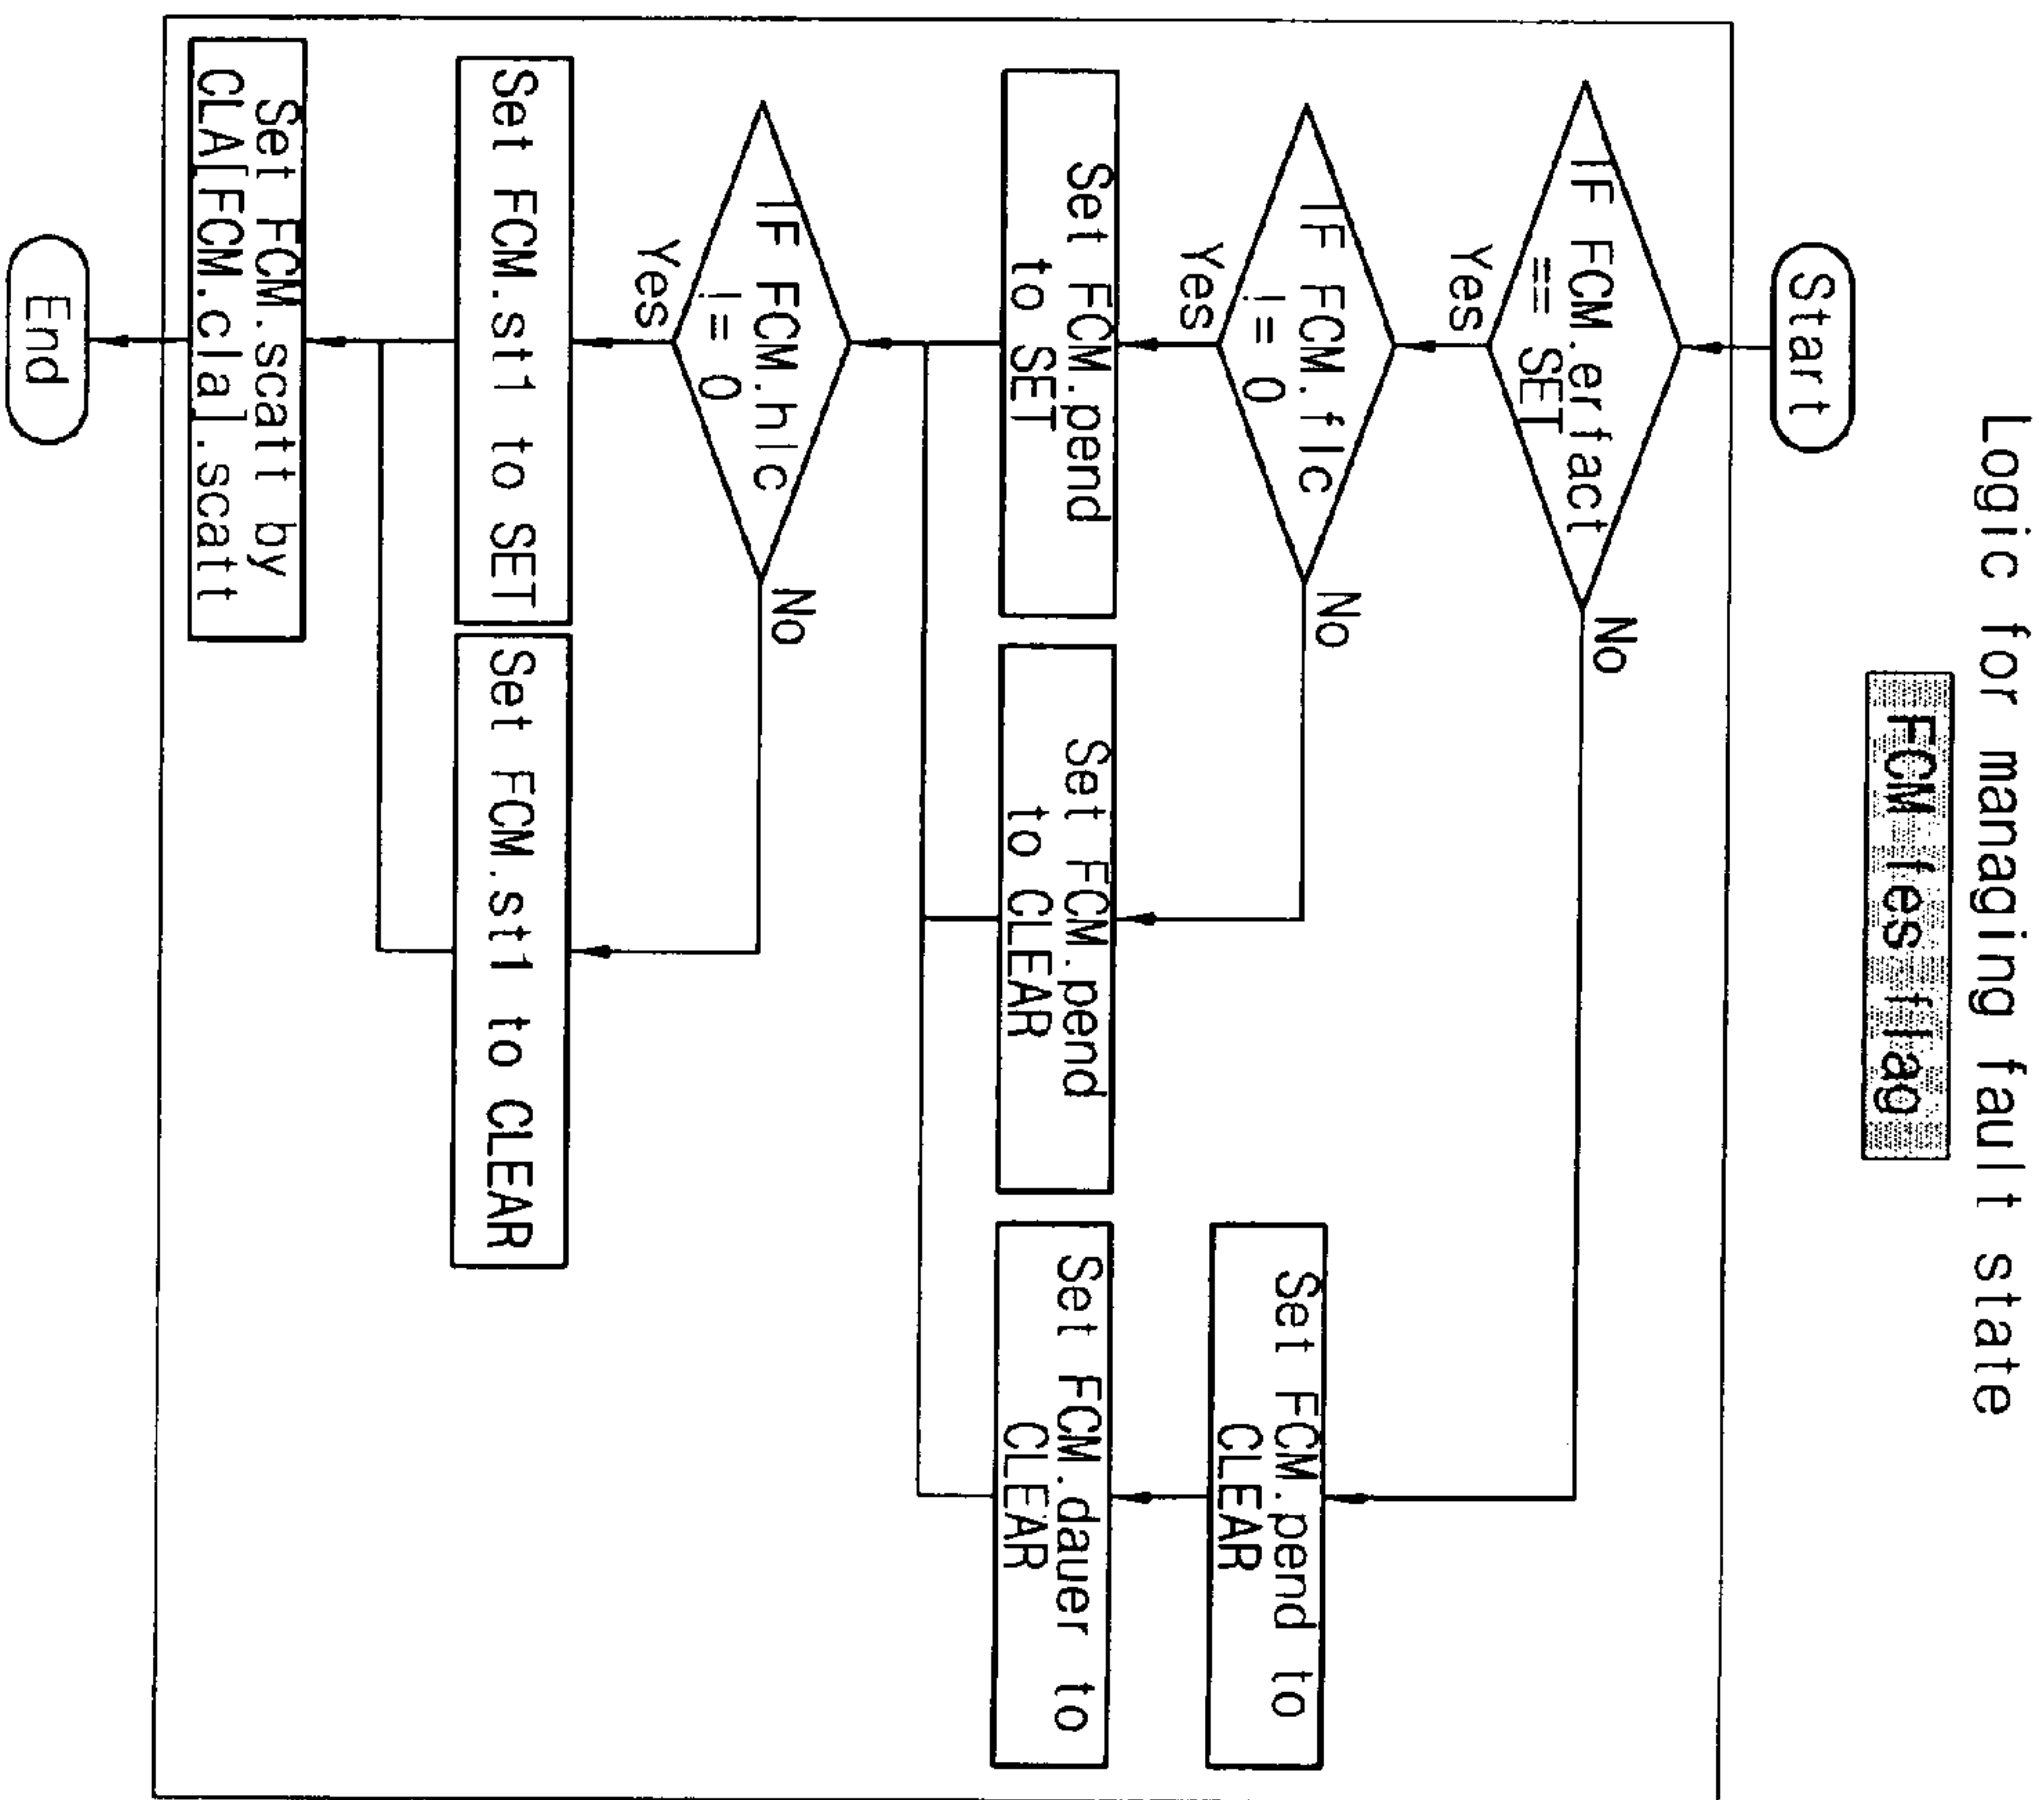 Logic for managing fault state
FCM fes flag
Start
IF FCM.erfact
== SET
Yes
No
IF FCM.flc
!= 0
Yes
No
Set FCM.pend to
CLEAR
Set FCM.pend
to SET
Set FCM.pend
to CLEAR
Set FCM.dauer to
CLEAR
IF FCM.hlc
!= 0
Yes
No
Set FCM.st1 to SET
Set FCM.st1 to CLEAR
Set FCM.scatt by
CLA[FCM.cla].scatt
End